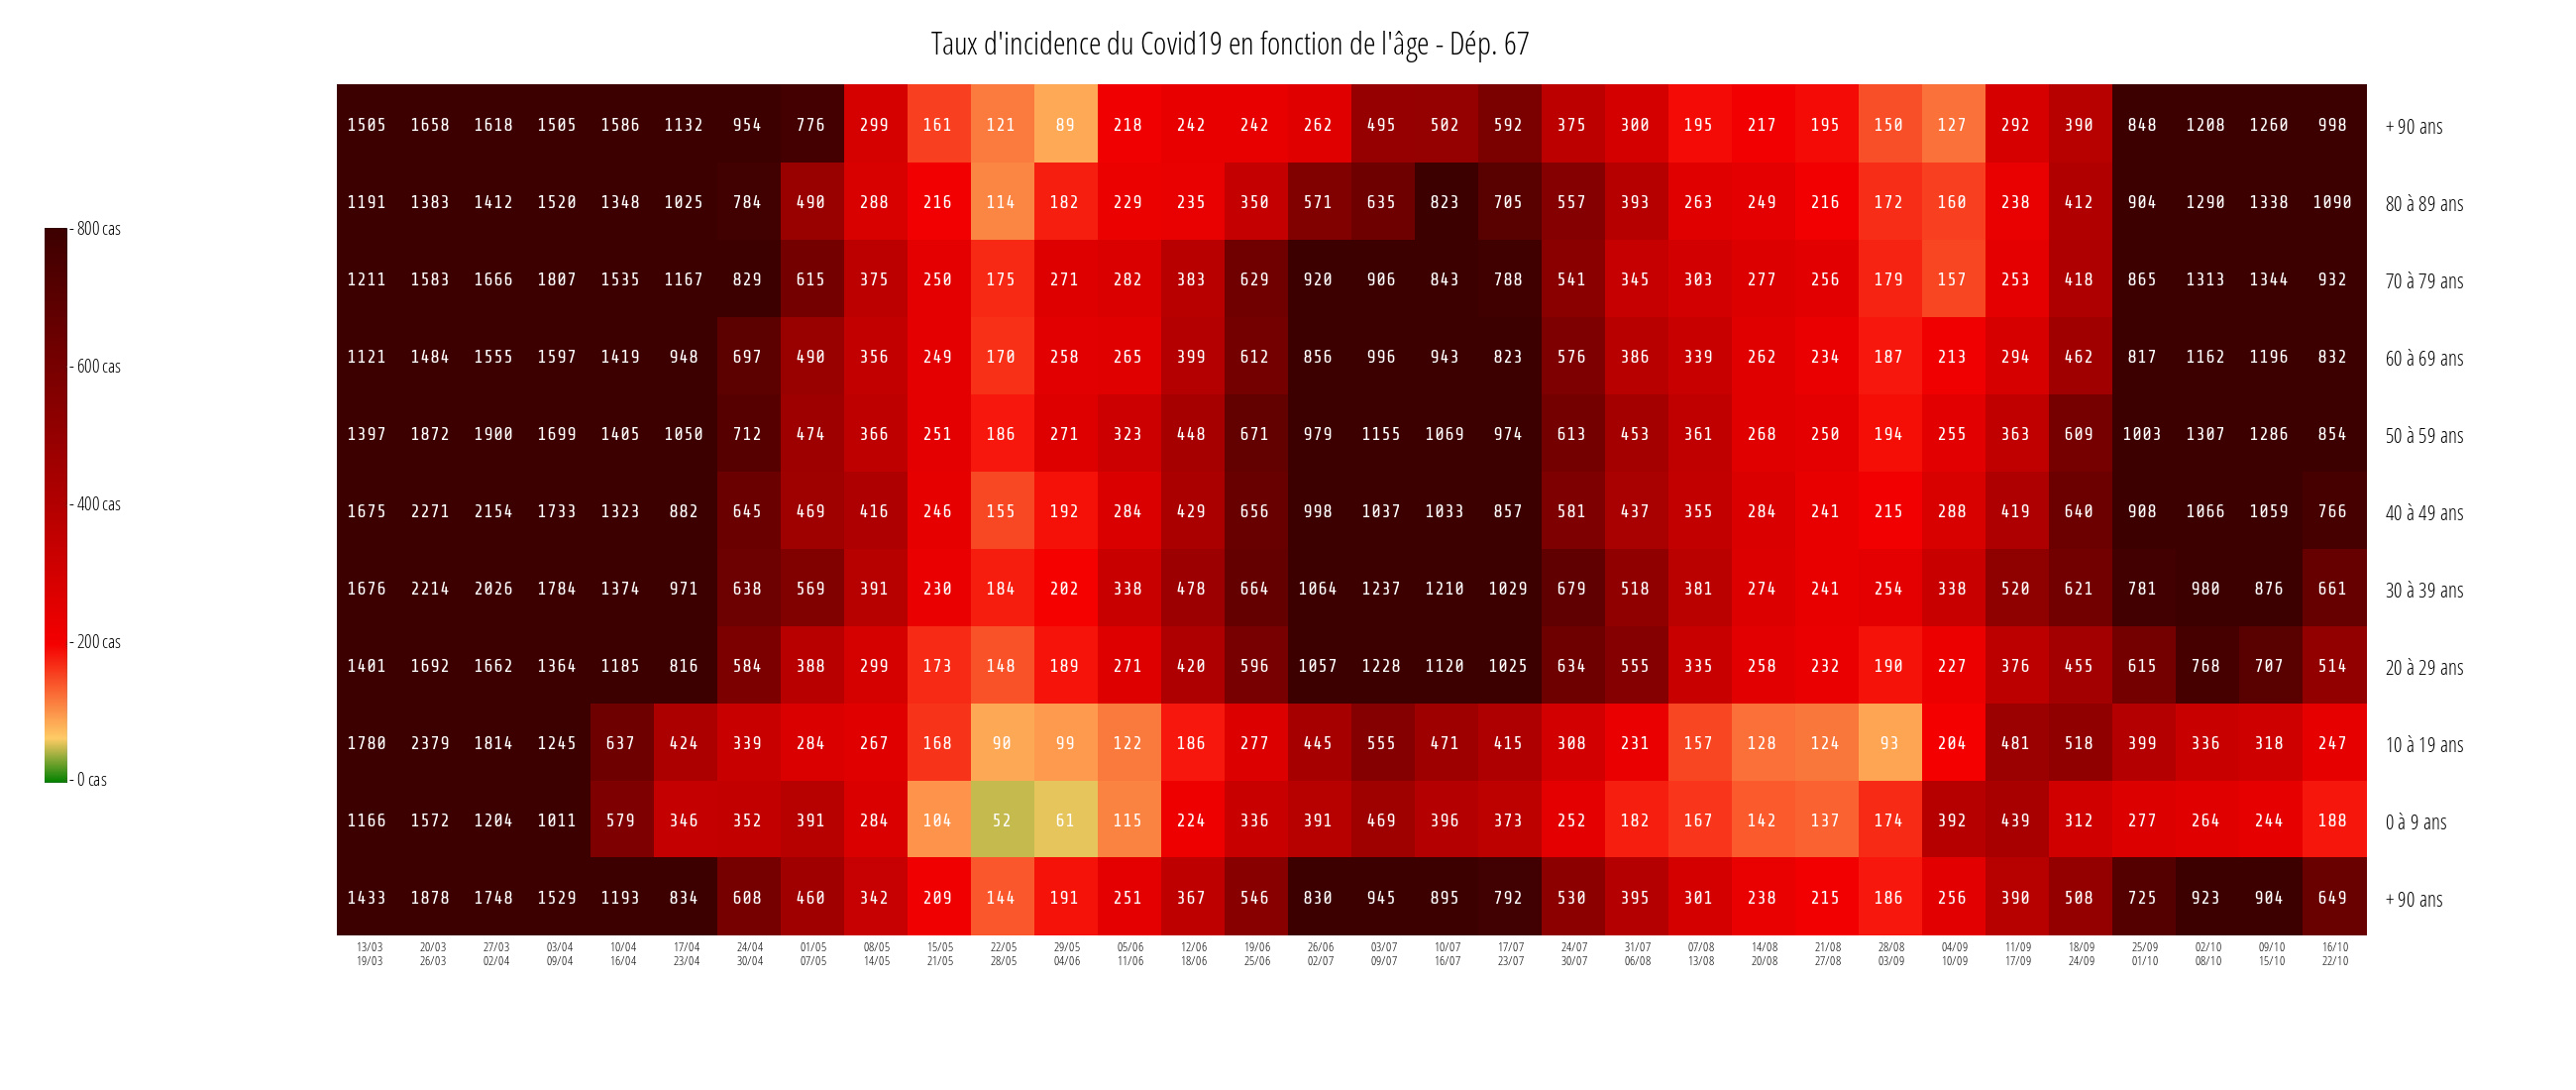 Taux d'incidence du Covid19 en fonction de l'âge - Dép. 67
1505 1658 1618 1505 1586 1132 954 776 299 161 121 89 218 242 242 262 495 502 592 375 300 195 217 195 150 127 292 390 848 1208 1260 998 + 90 ans
1191 1383 1412 1520 1348 1025 784 490 288 216 114 182 229 235 350 571 635 823 705 557 393 263 249 216 172 160 238 412 904 1290 1338 1090 80 à 89 ans
- 800 cas
1211 1583 1666 1807 1535 1167 829 615 375 250 175 271 282 383 629 920 906 843 788 541 345 303 277 256 179 157 253 418 865 1313 1344 932 70 à 79 ans
1121 1484 1555 1597 1419 948 697 490 356 249 170 258 265 399 612 856 996 943 823 576 386 339 262 234 187 213 294 462 817 1162 1196 832 60 à 69 ans
- 600 cas
1397 1872 1900 1699 1405 1050 712 474 366 251 186 271 323 448 671 979 1155 1069 974 613 453 361 268 250 194 255 363 609 1003 1307 1286 854 50 à 59 ans
- 400 cas
1675 2271 2154 1733 1323 882 645 469 416 246 155 192 284 429 656 998 1037 1033 857 581 437 355 284 241 215 288 419 640 908 1066 1059 766 40 à 49 ans
1676 2214 2026 1784 1374 971 638 569 391 230 184 202 338 478 664 1064 1237 1210 1029 679 518 381 274 241 254 338 520 621 781 980 876 661 30 à 39 ans
- 200 cas
1401 1692 1662 1364 1185 816 584 388 299 173 148 189 271 420 596 1057 1228 1120 1025 634 555 335 258 232 190 227 376 455 615 768 707 514 20 à 29 ans
1780 2379 1814 1245 637 424 339 284 267 168 90 99 122 186 277 445 555 471 415 308 231 157 128 124 93 204 481 518 399 336 318 247 10 à 19 ans
- 0 cas
1166 1572 1204 1011 579 346 352 391 284 104 52 61 115 224 336 391 469 396 373 252 182 167 142 137 174 392 439 312 277 264 244 188 0 à 9 ans
1433 1878 1748 1529 1193 834 608 460 342 209 144 191 251 367 546 830 945 895 792 530 395 301 238 215 186 256 390 508 725 923 904 649 + 90 ans
13/03 20/03 27/03 03/04 10/04 17/04 24/04 01/05 08/05 15/05 22/05 29/05 05/06 12/06 19/06 26/06 03/07 10/07 17/07 24/07 31/07 07/08 14/08 21/08 28/08 04/09 11/09 18/09 25/09 02/10 09/10 16/10
19/03 26/03 02/04 09/04 16/04 23/04 30/04 07/05 14/05 21/05 28/05 04/06 11/06 18/06 25/06 02/07 09/07 16/07 23/07 30/07 06/08 13/08 20/08 27/08 03/09 10/09 17/09 24/09 01/10 08/10 15/10 22/10